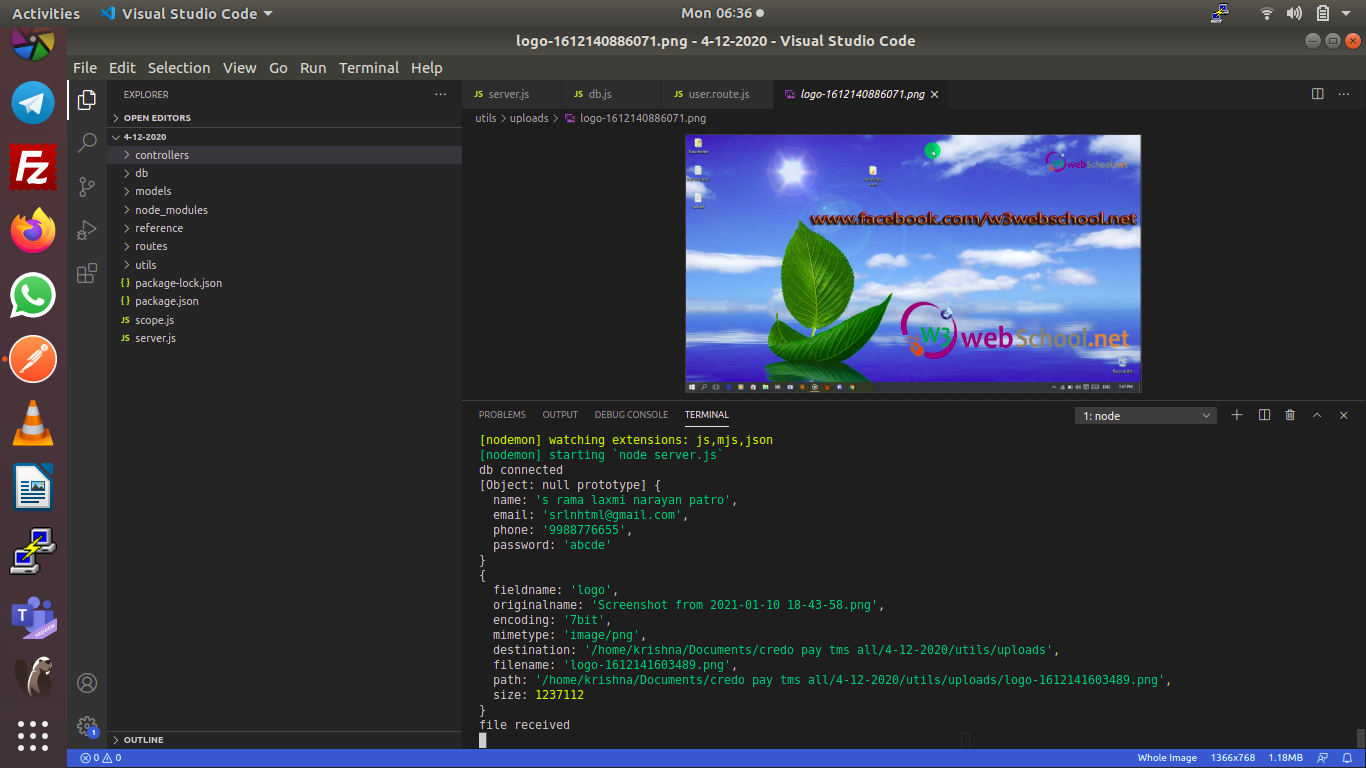 Activities
Visual Studio Code
Mon 06:36
logo-1612140886071.png - 4-12-2020 - Visual Studio Code
File Edit Selection View Go Run Terminal Help
EXPLORER
OPEN EDITORS
4-12-2020
controllers
db
models
node_modules
reference
routes
utils
{ } package-lock.json
{ } package.json
JS scope.js
JS server.js
OUTLINE
JS server.js
JS db.js
JS user.route.js
logo-1612140886071.png
utils > uploads > logo-1612140886071.png
W3 webSchool.net
www.facebook.com/w3webschool.net
W3 webSchool.net
Recycle Bin
PROBLEMS OUTPUT DEBUG CONSOLE TERMINAL
1: node
[nodemon] watching extensions: js,mjs,json
[nodemon] starting `node server.js`
db connected
[Object: null prototype] {
name: 's rama laxmi narayan patro',
email: 'srlnhtml@gmail.com',
phone: '9988776655',
password: 'abcde'
}
{
fieldname: 'logo',
originalname: 'Screenshot from 2021-01-10 18-43-58.png',
encoding: '7bit',
mimetype: 'image/png',
destination: '/home/krishna/Documents/credo pay tms all/4-12-2020/utils/uploads',
filename: 'logo-1612141603489.png',
path: '/home/krishna/Documents/credo pay tms all/4-12-2020/utils/uploads/logo-1612141603489.png',
size: 1237112
}
file received
Fz
T
PREVIEW
1
0 0
Whole Image 1366x768 1.18MB